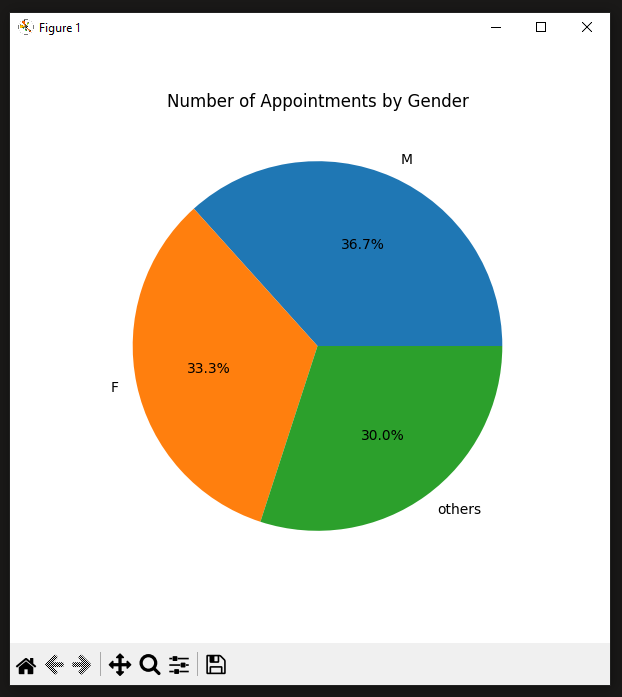 Figure 1
Number of Appointments by Gender
M
36.7%
33.3%
F
30.0%
others